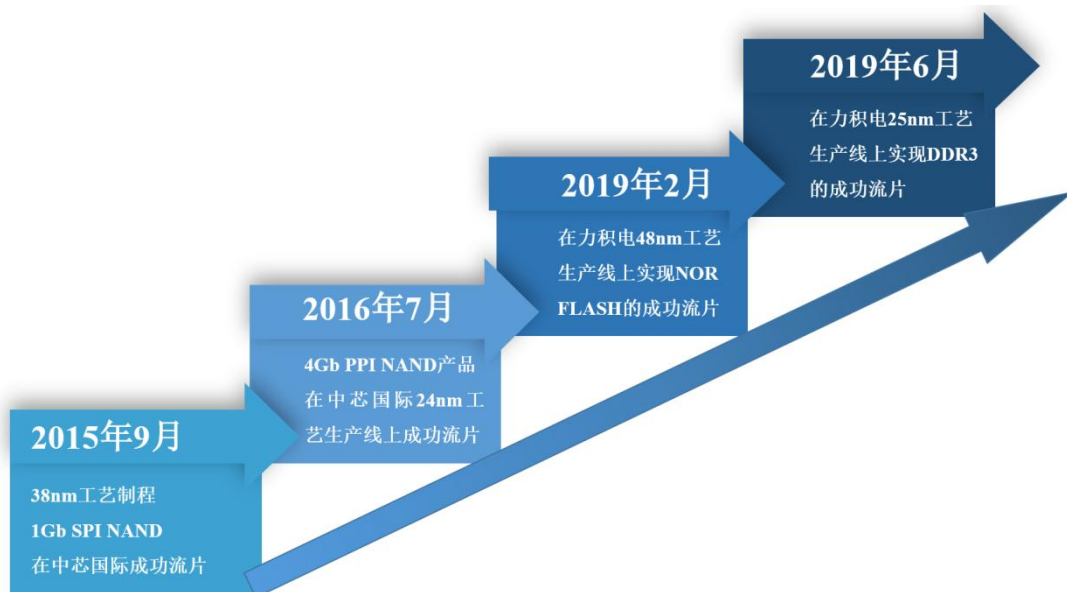 2019年6月
在力积电25nm工艺
生产线上实现DDR3
的成功流片
2019年2月
在力积电48nm工艺
生产线上实现NOR
FLASH的成功流片
2016年7月
4Gb PPI NAND产品
在中芯国际24nm工
艺生产线上成功流片
2015年9月
38nm工艺制程
1Gb SPI NAND
在中芯国际成功流片